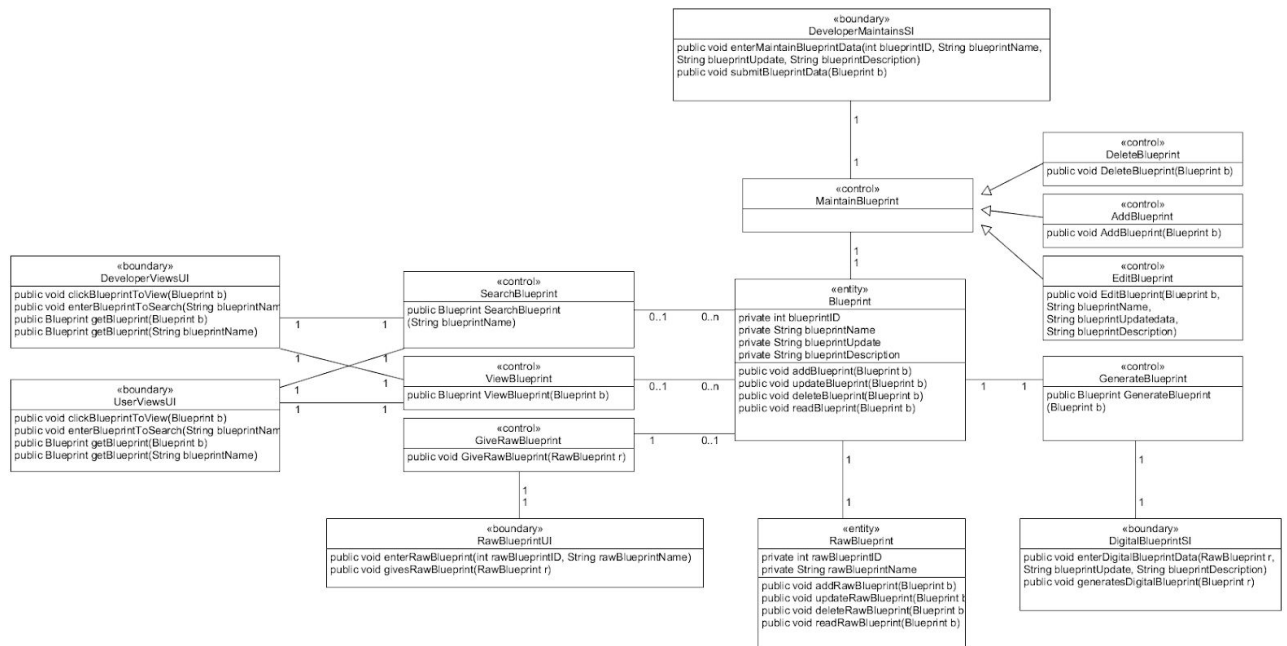 «boundary»
DeveloperMaintainsSI
public void enterMaintainBlueprintData(int blueprintID, String blueprintName,
String blueprintUpdate, String blueprintDescription)
public void submitBlueprintData(Blueprint b)
1
1
«control»
MaintainBlueprint
«control»
DeleteBlueprint
public void DeleteBlueprint(Blueprint b)
«control»
AddBlueprint
public void AddBlueprint(Blueprint b)
«control»
EditBlueprint
public void EditBlueprint(Blueprint b,
String blueprintName,
String blueprintUpdatedata,
String blueprintDescription)
1
1
«boundary»
DeveloperViewsUI
public void clickBlueprintToView(Blueprint b)
public void enterBlueprintToSearch(String blueprintNam
public Blueprint getBlueprint(Blueprint b)
public Blueprint getBlueprint(String blueprintName)
1
1
1
1
«boundary»
UserViewsUI
public void clickBlueprintToView(Blueprint b)
public void enterBlueprintToSearch(String blueprintNam
public Blueprint getBlueprint(Blueprint b)
public Blueprint getBlueprint(String blueprintName)
1
1
1
1
«control»
SearchBlueprint
public Blueprint SearchBlueprint
(String blueprintName)
0..1
0..n
«control»
ViewBlueprint
public Blueprint ViewBlueprint(Blueprint b)
0..1
0..n
«control»
GiveRawBlueprint
public void GiveRawBlueprint(RawBlueprint r)
1
0..1
«entity»
Blueprint
private int blueprintID
private String blueprintName
private String blueprintUpdate
private String blueprintDescription
public void addBlueprint(Blueprint b)
public void updateBlueprint(Blueprint b)
public void deleteBlueprint(Blueprint b)
public void readBlueprint(Blueprint b)
1
1
«control»
GenerateBlueprint
public Blueprint GenerateBlueprint
(Blueprint b)
1
1
«boundary»
RawBlueprintUI
public void enterRawBlueprint(int rawBlueprintID, String rawBlueprintName)
public void givesRawBlueprint(RawBlueprint r)
1
1
«entity»
RawBlueprint
private int rawBlueprintID
private String rawBlueprintName
public void addRawBlueprint(Blueprint b)
public void updateRawBlueprint(Blueprint b
public void deleteRawBlueprint(Blueprint b
public void readRawBlueprint(Blueprint b)
1
1
«boundary»
DigitalBlueprintSI
public void enterDigitalBlueprintData(RawBlueprint r,
String blueprintUpdate, String blueprintDescription)
public void generatesDigitalBlueprint(Blueprint r)